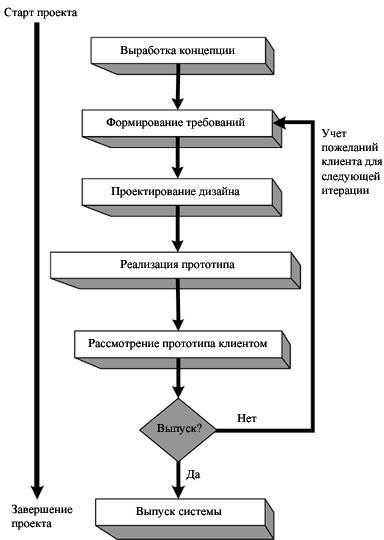 Старт проекта
Выработка концепции
Формирование требований
Учет
пожеланий
клиента для
следующей
итерации
Проектирование дизайна
Реализация прототипа
Рассмотрение прототипа клиентом
Выпуск?
Нет
Да
Завершение
проекта
Выпуск системы